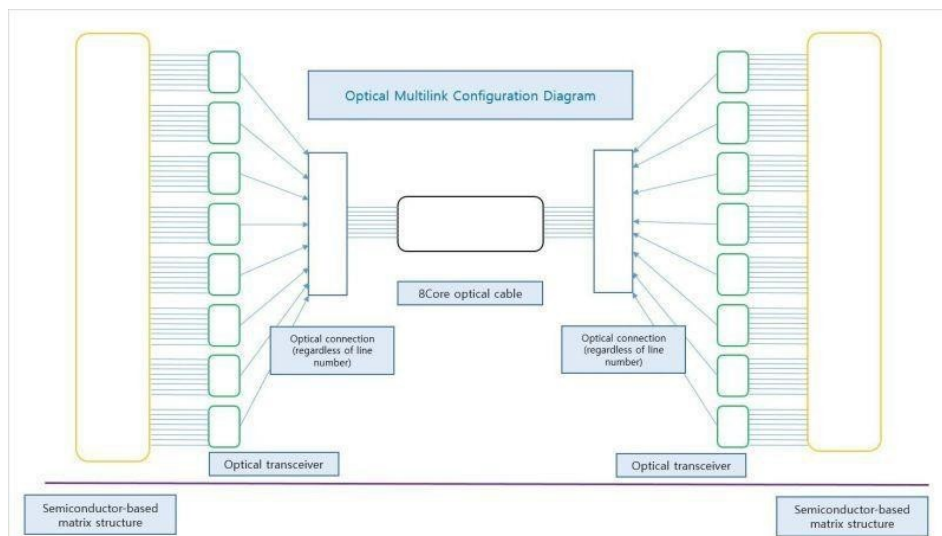 Optical Multilink Configuration Diagram
8Core optical cable
Optical connection
(regardless of line
number)
Optical connection
(regardless of line
number)
Optical transceiver
Optical transceiver
Semiconductor-based
matrix structure
Semiconductor-based
matrix structure